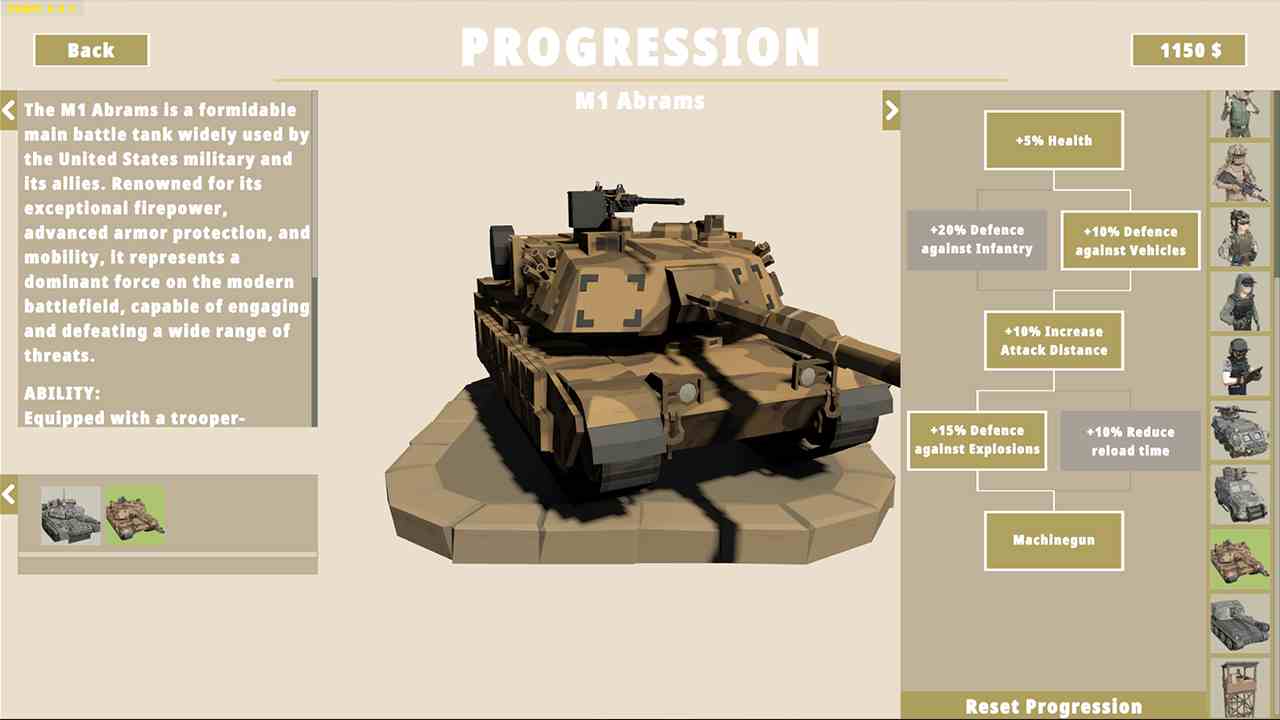 Back
PROGRESSION
1150 $
M1 Abrams
The M1 Abrams is a formidable
main battle tank widely used by
the United States military and
its allies. Renowned for its
exceptional firepower,
advanced armor protection, and
mobility, it represents a
dominant force on the modern
battlefield, capable of engaging
and defeating a wide range of
threats.
ABILITY:
Equipped with a trooper-
+5% Health
+20% Defence
against Infantry
+10% Defence
against Vehicles
+10% Increase
Attack Distance
+15% Defence
against Explosions
+10% Reduce
reload time
Machinegun
Reset Progression